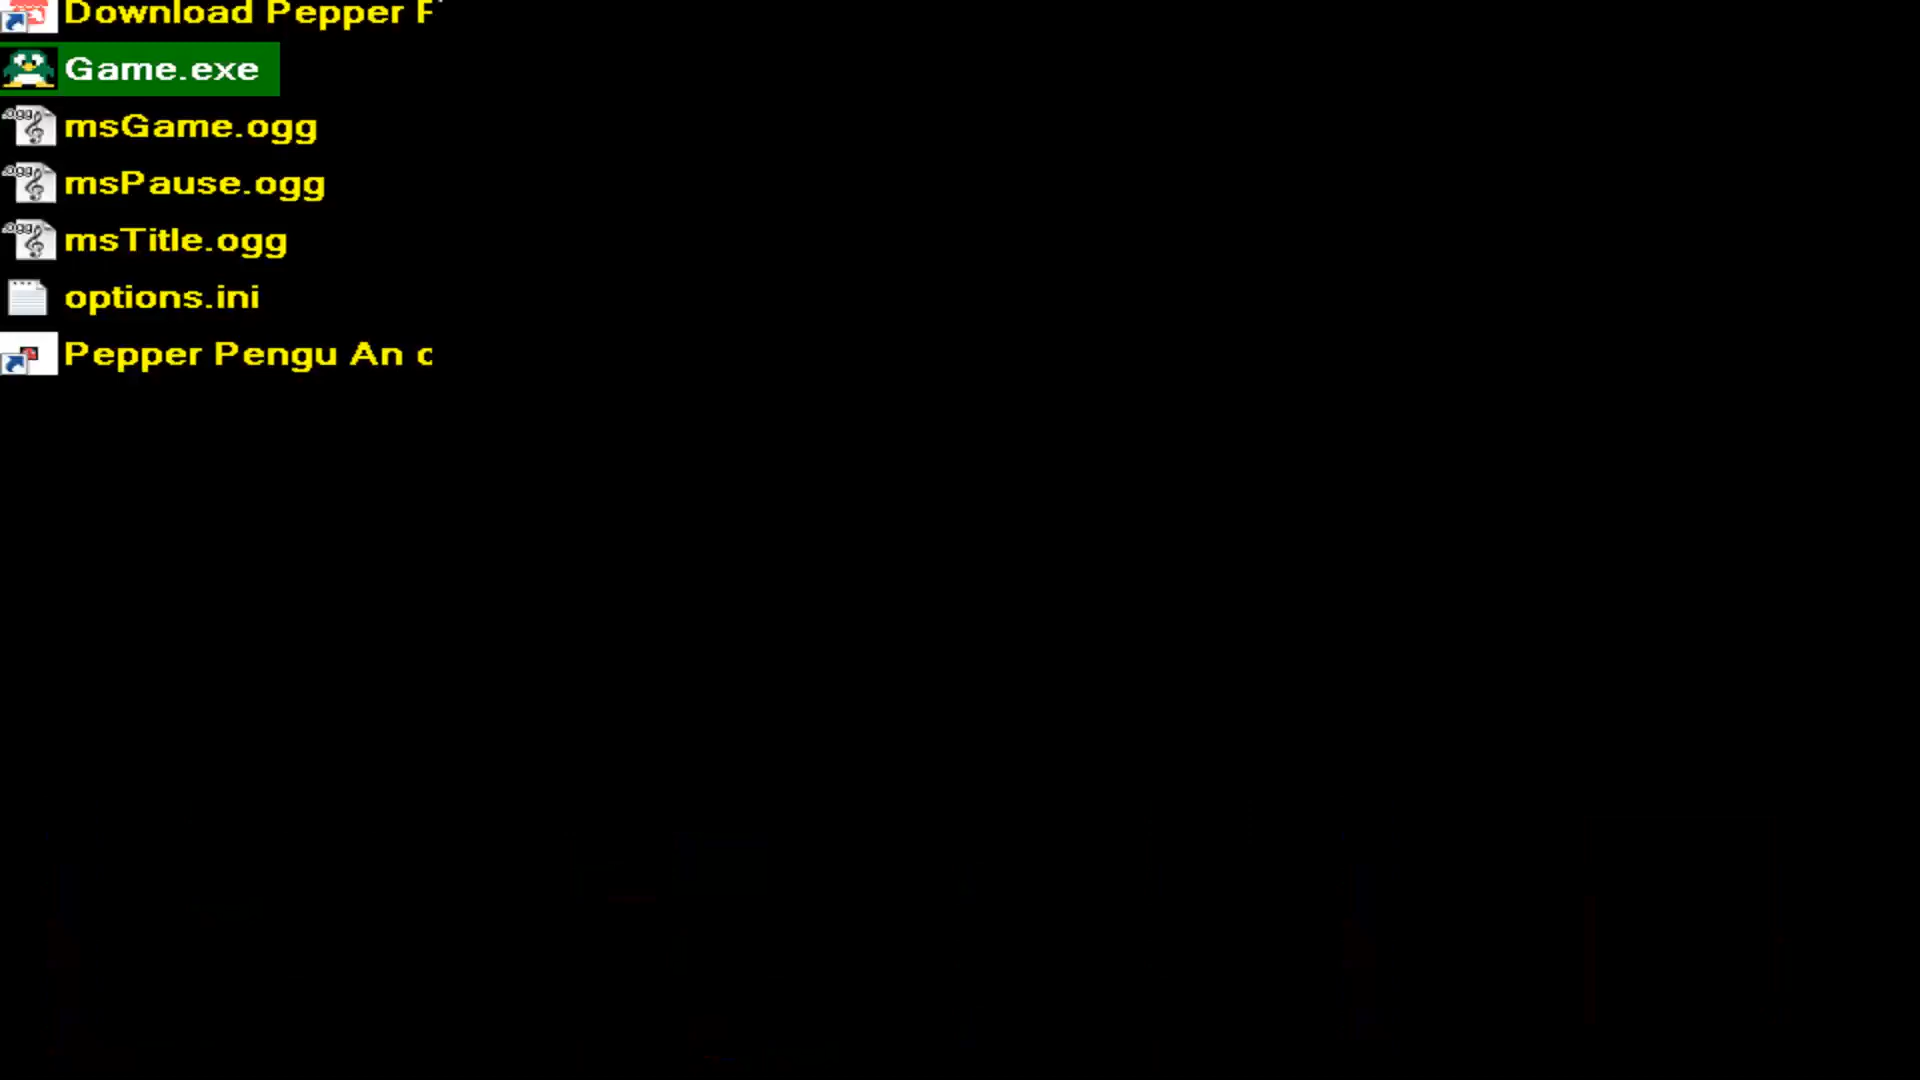 Download Pepper
Game.exe
msGame.ogg
msPause.ogg
msTitle.ogg
options.ini
Pepper Pengu An c